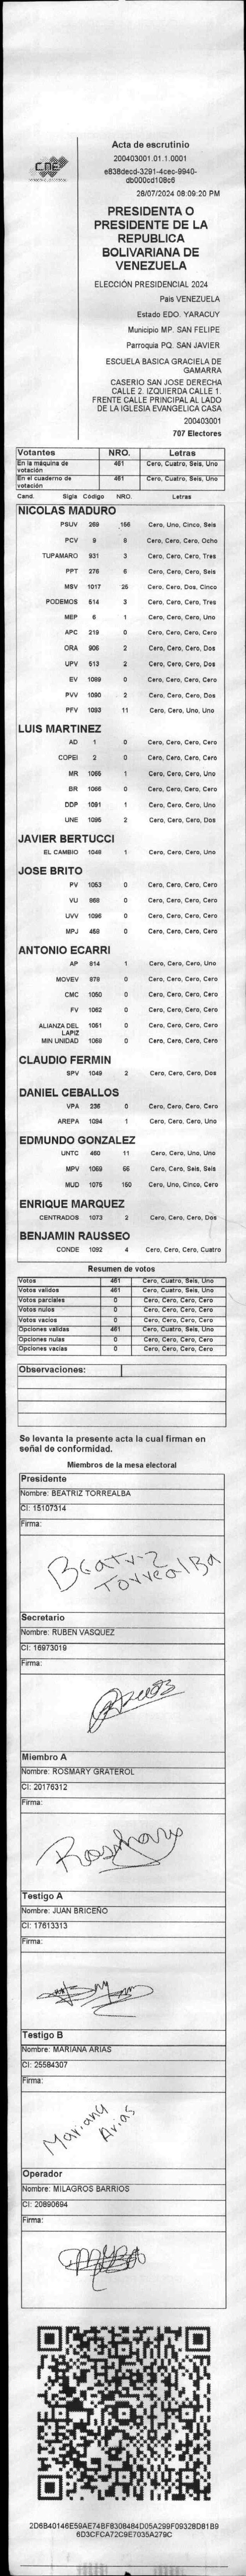 CNE
Acta de escrutinio
200403001.01.1.0001
e838decd-3291-4cec-9940-
db000cd108c6
28/07/2024 08:09:20 PM
PRESIDENTA O
PRESIDENTE DE LA
REPUBLICA
BOLIVARIANA DE
VENEZUELA
ELECCIÓN PRESIDENCIAL 2024
Pais VENEZUELA
Estado EDO. YARACUY
Municipio MP. SAN FELIPE
Parroquia PQ. SAN JAVIER
ESCUELA BASICA GRACIELA DE
GAMARRA
CASERIO SAN JOSE DERECHA
CALLE 2. IZQUIERDA CALLE 1.
FRENTE CALLE PRINCIPAL AL LADO
DE LA IGLESIA EVANGELICA CASA
200403001
707 Electores
Votantes NRO. Letras
En la máquina de votación 461 Cero, Cuatro, Seis, Uno
En el cuaderno de votación 461 Cero, Cuatro, Seis, Uno
Cand. Sigla Código NRO. Letras
NICOLAS MADURO
PSUV 269 156 Cero, Uno, Cinco, Seis
PCV 9 8 Cero, Cero, Cero, Ocho
TUPAMARO 931 3 Cero, Cero, Cero, Tres
PPT 276 6 Cero, Cero, Cero, Seis
MSV 1017 25 Cero, Cero, Dos, Cinco
PODEMOS 514 3 Cero, Cero, Cero, Tres
MEP 6 1 Cero, Cero, Cero, Uno
APC 219 0 Cero, Cero, Cero, Cero
ORA 906 2 Cero, Cero, Cero, Dos
UPV 513 2 Cero, Cero, Cero, Dos
EV 1089 0 Cero, Cero, Cero, Cero
PVV 1090 2 Cero, Cero, Cero, Dos
PFV 1093 11 Cero, Cero, Uno, Uno
LUIS MARTINEZ
AD 1 0 Cero, Cero, Cero, Cero
COPEI 2 0 Cero, Cero, Cero, Cero
MR 1065 1 Cero, Cero, Cero, Uno
BR 1066 0 Cero, Cero, Cero, Cero
DDP 1091 1 Cero, Cero, Cero, Uno
UNE 1095 2 Cero, Cero, Cero, Dos
JAVIER BERTUCCI
EL CAMBIO 1048 1 Cero, Cero, Cero, Uno
JOSE BRITO
PV 1053 0 Cero, Cero, Cero, Cero
VU 968 0 Cero, Cero, Cero, Cero
UVV 1096 0 Cero, Cero, Cero, Cero
MPJ 458 0 Cero, Cero, Cero, Cero
ANTONIO ECARRI
AP 814 1 Cero, Cero, Cero, Uno
MOVEV 878 0 Cero, Cero, Cero, Cero
CMC 1050 0 Cero, Cero, Cero, Cero
FV 1062 0 Cero, Cero, Cero, Cero
ALIANZA DEL LAPIZ 1051 0 Cero, Cero, Cero, Cero
MIN UNIDAD 1069 0 Cero, Cero, Cero, Cero
CLAUDIO FERMIN
SPV 1049 2 Cero, Cero, Cero, Dos
DANIEL CEBALLOS
VPA 236 0 Cero, Cero, Cero, Cero
AREPA 1094 1 Cero, Cero, Cero, Uno
EDMUNDO GONZALEZ
UNTC 460 11 Cero, Cero, Uno, Uno
MPV 1069 66 Cero, Cero, Seis, Seis
MUD 1075 150 Cero, Uno, Cinco, Cero
ENRIQUE MARQUEZ
CENTRADOS 1073 2 Cero, Cero, Cero, Dos
BENJAMIN RAUSSEO
CONDE 1092 4 Cero, Cero, Cero, Cuatro
Resumen de votos
Votos 461 Cero, Cuatro, Seis, Uno
Votos validos 461 Cero, Cuatro, Seis, Uno
Votos parciales 0 Cero, Cero, Cero, Cero
Votos nulos 0 Cero, Cero, Cero, Cero
Votos vacios 0 Cero, Cero, Cero, Cero
Opciones validas 461 Cero, Cuatro, Seis, Uno
Opciones nulas 0 Cero, Cero, Cero, Cero
Opciones vacias 0 Cero, Cero, Cero, Cero
Observaciones:
Se levanta la presente acta la cual firman en
señal de conformidad.
Miembros de la mesa electoral
Presidente
Nombre: BEATRIZ TORREALBA
CI: 15107314
Firma:
Beatriz
Torrealba
Secretario
Nombre: RUBEN VASQUEZ
CI: 16973019
Firma:
Miembro A
Nombre: ROSMARY GRATEROL
CI: 20176312
Firma:
Rosmary
Testigo A
Nombre: JUAN BRICEÑO
CI: 17613313
Firma:
Testigo B
Nombre: MARIANA ARIAS
CI: 25584307
Firma:
Mariana
Arias
Operador
Nombre: MILAGROS BARRIOS
CI: 20890694
Firma:
2D6B40146E59AE74BFB308484D05A299F09328D81B9
6D3CFCA72C9E7035A279C